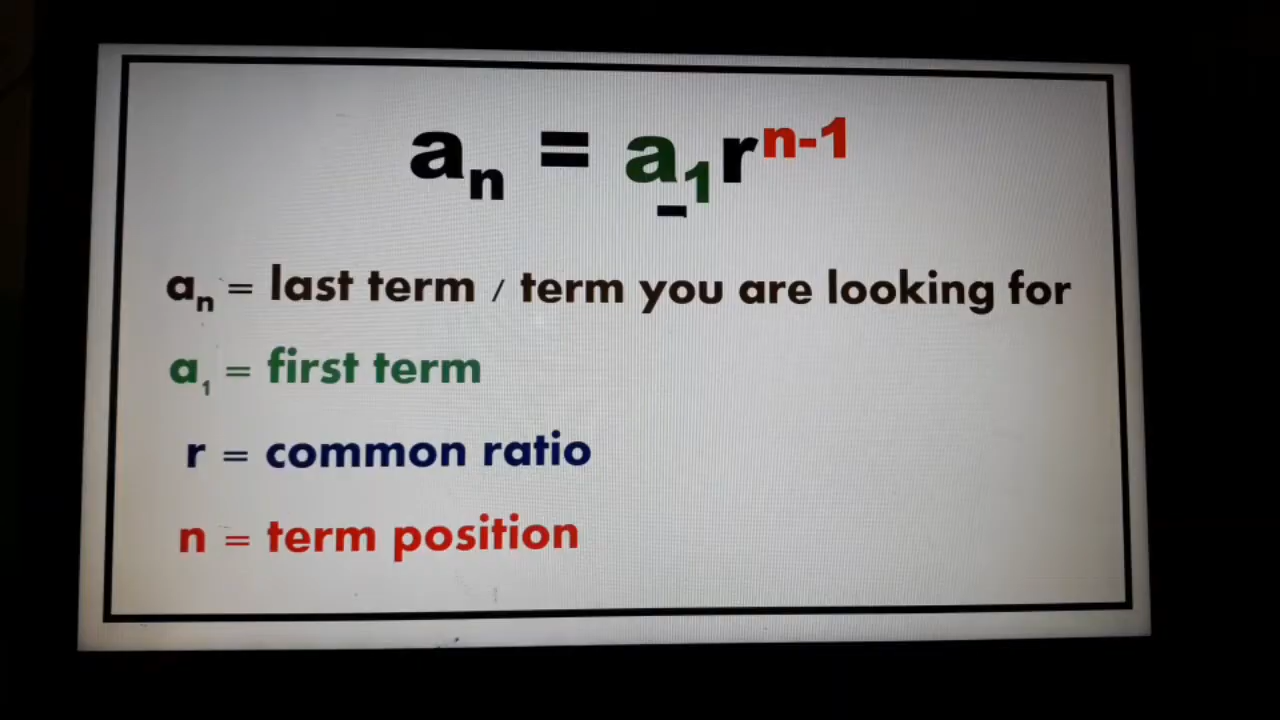 aₙ = a₁rⁿ⁻¹
aₙ = last term / term you are looking for
a₁ = first term
r = common ratio
n = term position